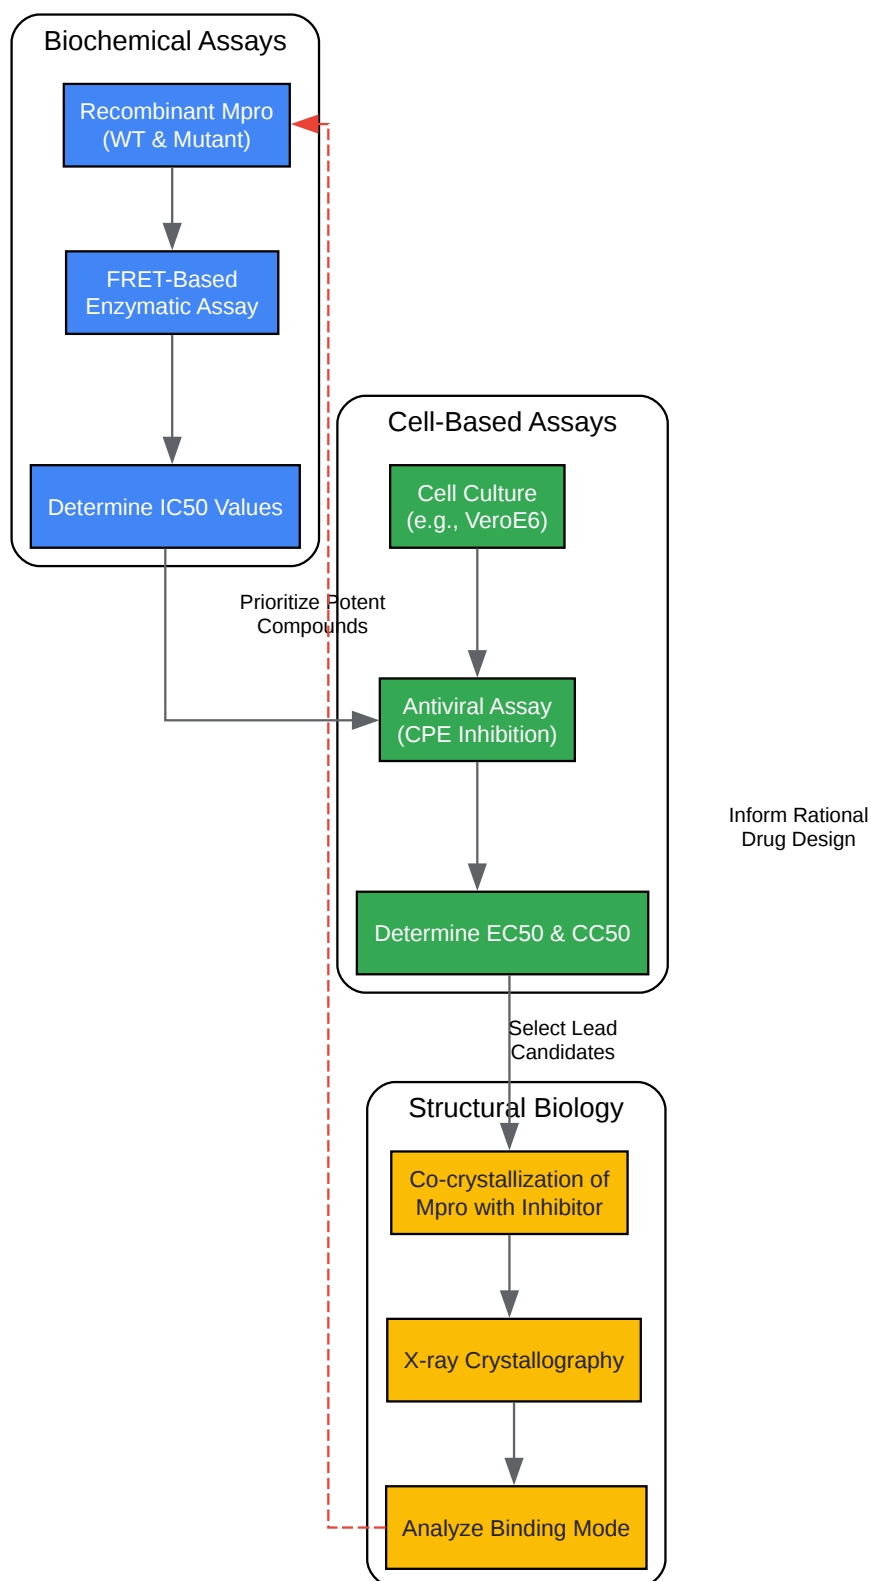 Biochemical Assays
Recombinant Mpro
(WT & Mutant)
FRET-Based
Enzymatic Assay
Determine IC50 Values
Prioritize Potent
Compounds
Cell-Based Assays
Cell Culture
(e.g., VeroE6)
Antiviral Assay
(CPE Inhibition)
Inform Rational
Drug Design
Determine EC50 & CC50
Select Lead
Candidates
Structural Biology
Co-crystallization of
Mpro with Inhibitor
X-ray Crystallography
Analyze Binding Mode